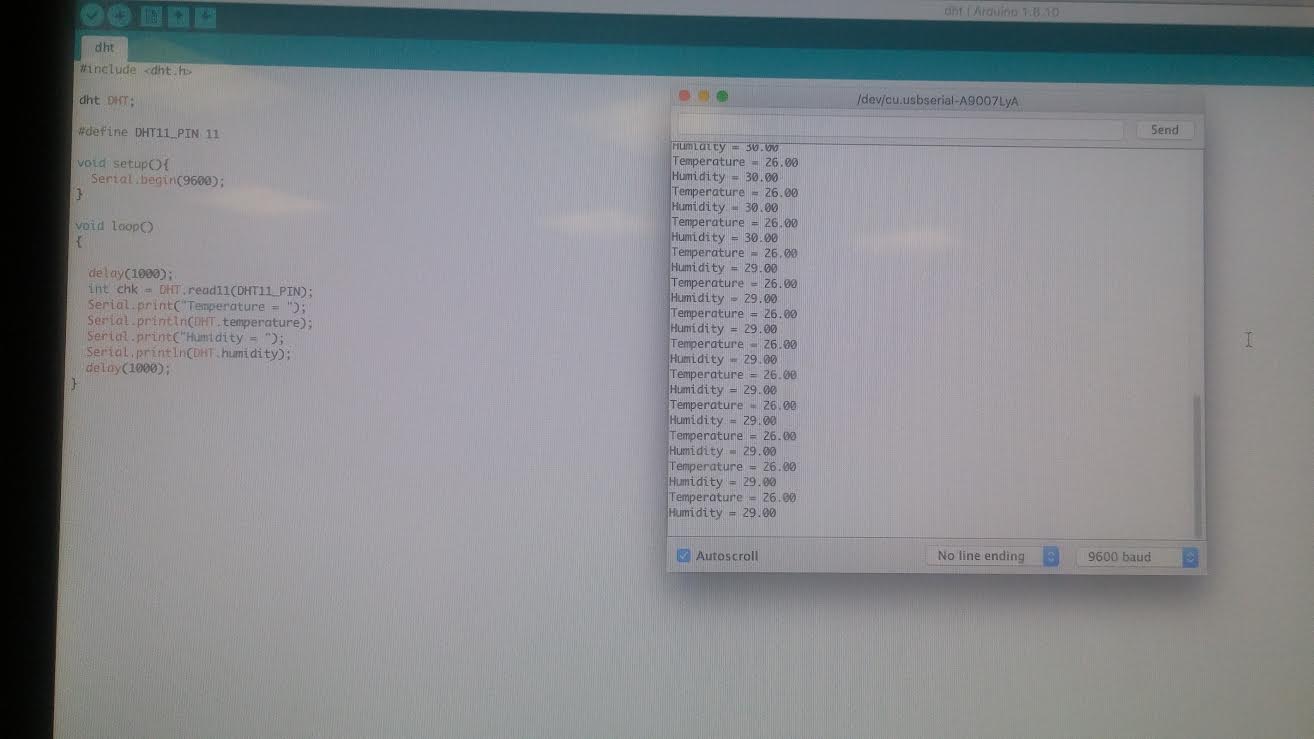 dht | Arduino 1.8.10
dht
#include <dht.h>
dht DHT;
#define DHT11_PIN 11
void setup(){
Serial.begin(9600);
}
void loop()
{
delay(1000);
int chk = DHT.read11(DHT11_PIN);
Serial.print("Temperature = ");
Serial.println(DHT.temperature);
Serial.print("Humidity = ");
Serial.println(DHT.humidity);
delay(1000);
}
/dev/cu.usbserial-A9007LyA
Send
Humidity = 30.00
Temperature = 26.00
Humidity = 30.00
Temperature = 26.00
Humidity = 30.00
Temperature = 26.00
Humidity = 30.00
Temperature = 26.00
Humidity = 29.00
Temperature = 26.00
Humidity = 29.00
Temperature = 26.00
Humidity = 29.00
Temperature = 26.00
Humidity = 29.00
Temperature = 26.00
Humidity = 29.00
Temperature = 26.00
Humidity = 29.00
Temperature = 26.00
Humidity = 29.00
Temperature = 26.00
Humidity = 29.00
Temperature = 26.00
Humidity = 29.00
Autoscroll
No line ending
9600 baud